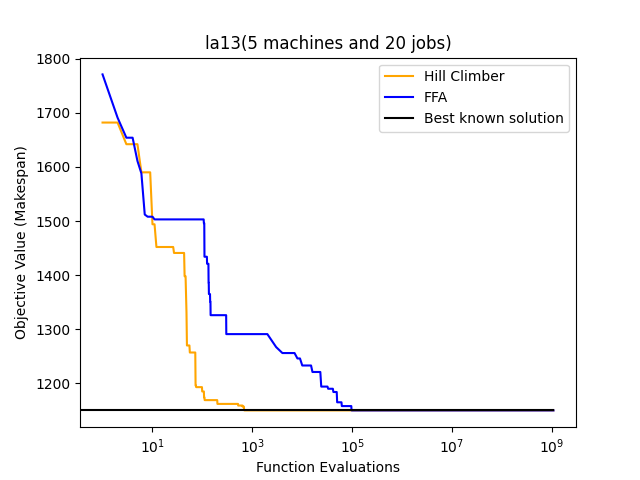 la13(5 machines and 20 jobs)
Objective Value (Makespan)
1800
1700
1600
1500
1400
1300
1200
Hill Climber
FFA
Best known solution
10^1 10^3 10^5 10^7 10^9
Function Evaluations